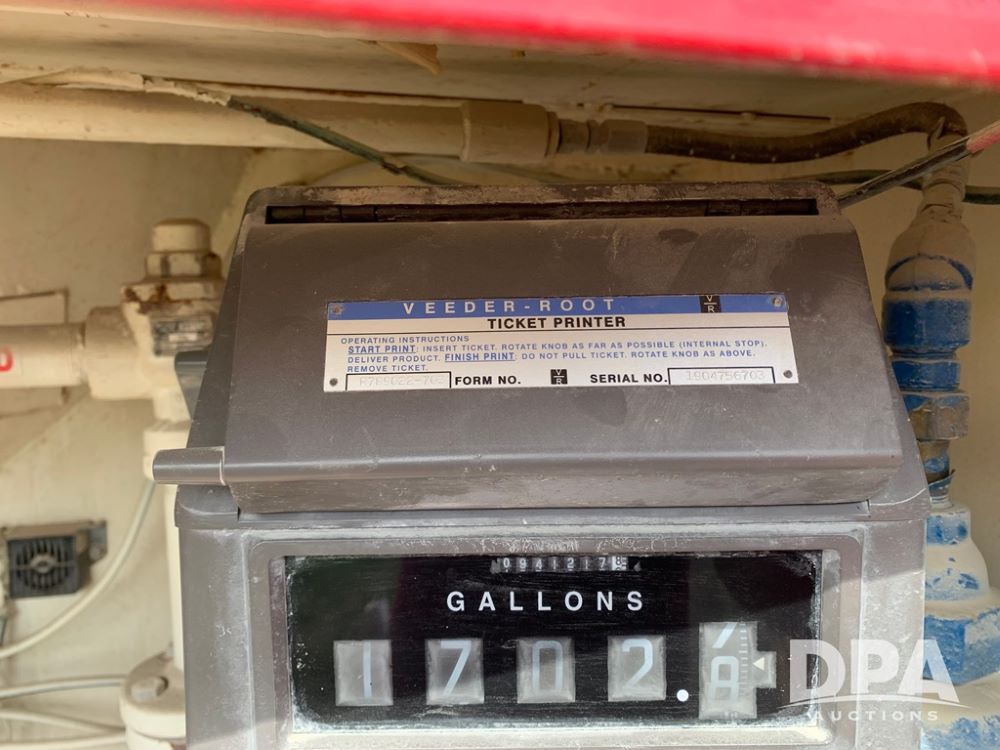 VEEDER-ROOT V/R
TICKET PRINTER
OPERATING INSTRUCTIONS
START PRINT: INSERT TICKET. ROTATE KNOB AS FAR AS POSSIBLE (INTERNAL STOP).
DELIVER PRODUCT. FINISH PRINT: DO NOT PULL TICKET. ROTATE KNOB AS ABOVE.
REMOVE TICKET.
FORM NO. V/R SERIAL NO. 1904756703
GALLONS
1702.
DPA
AUCTIONS